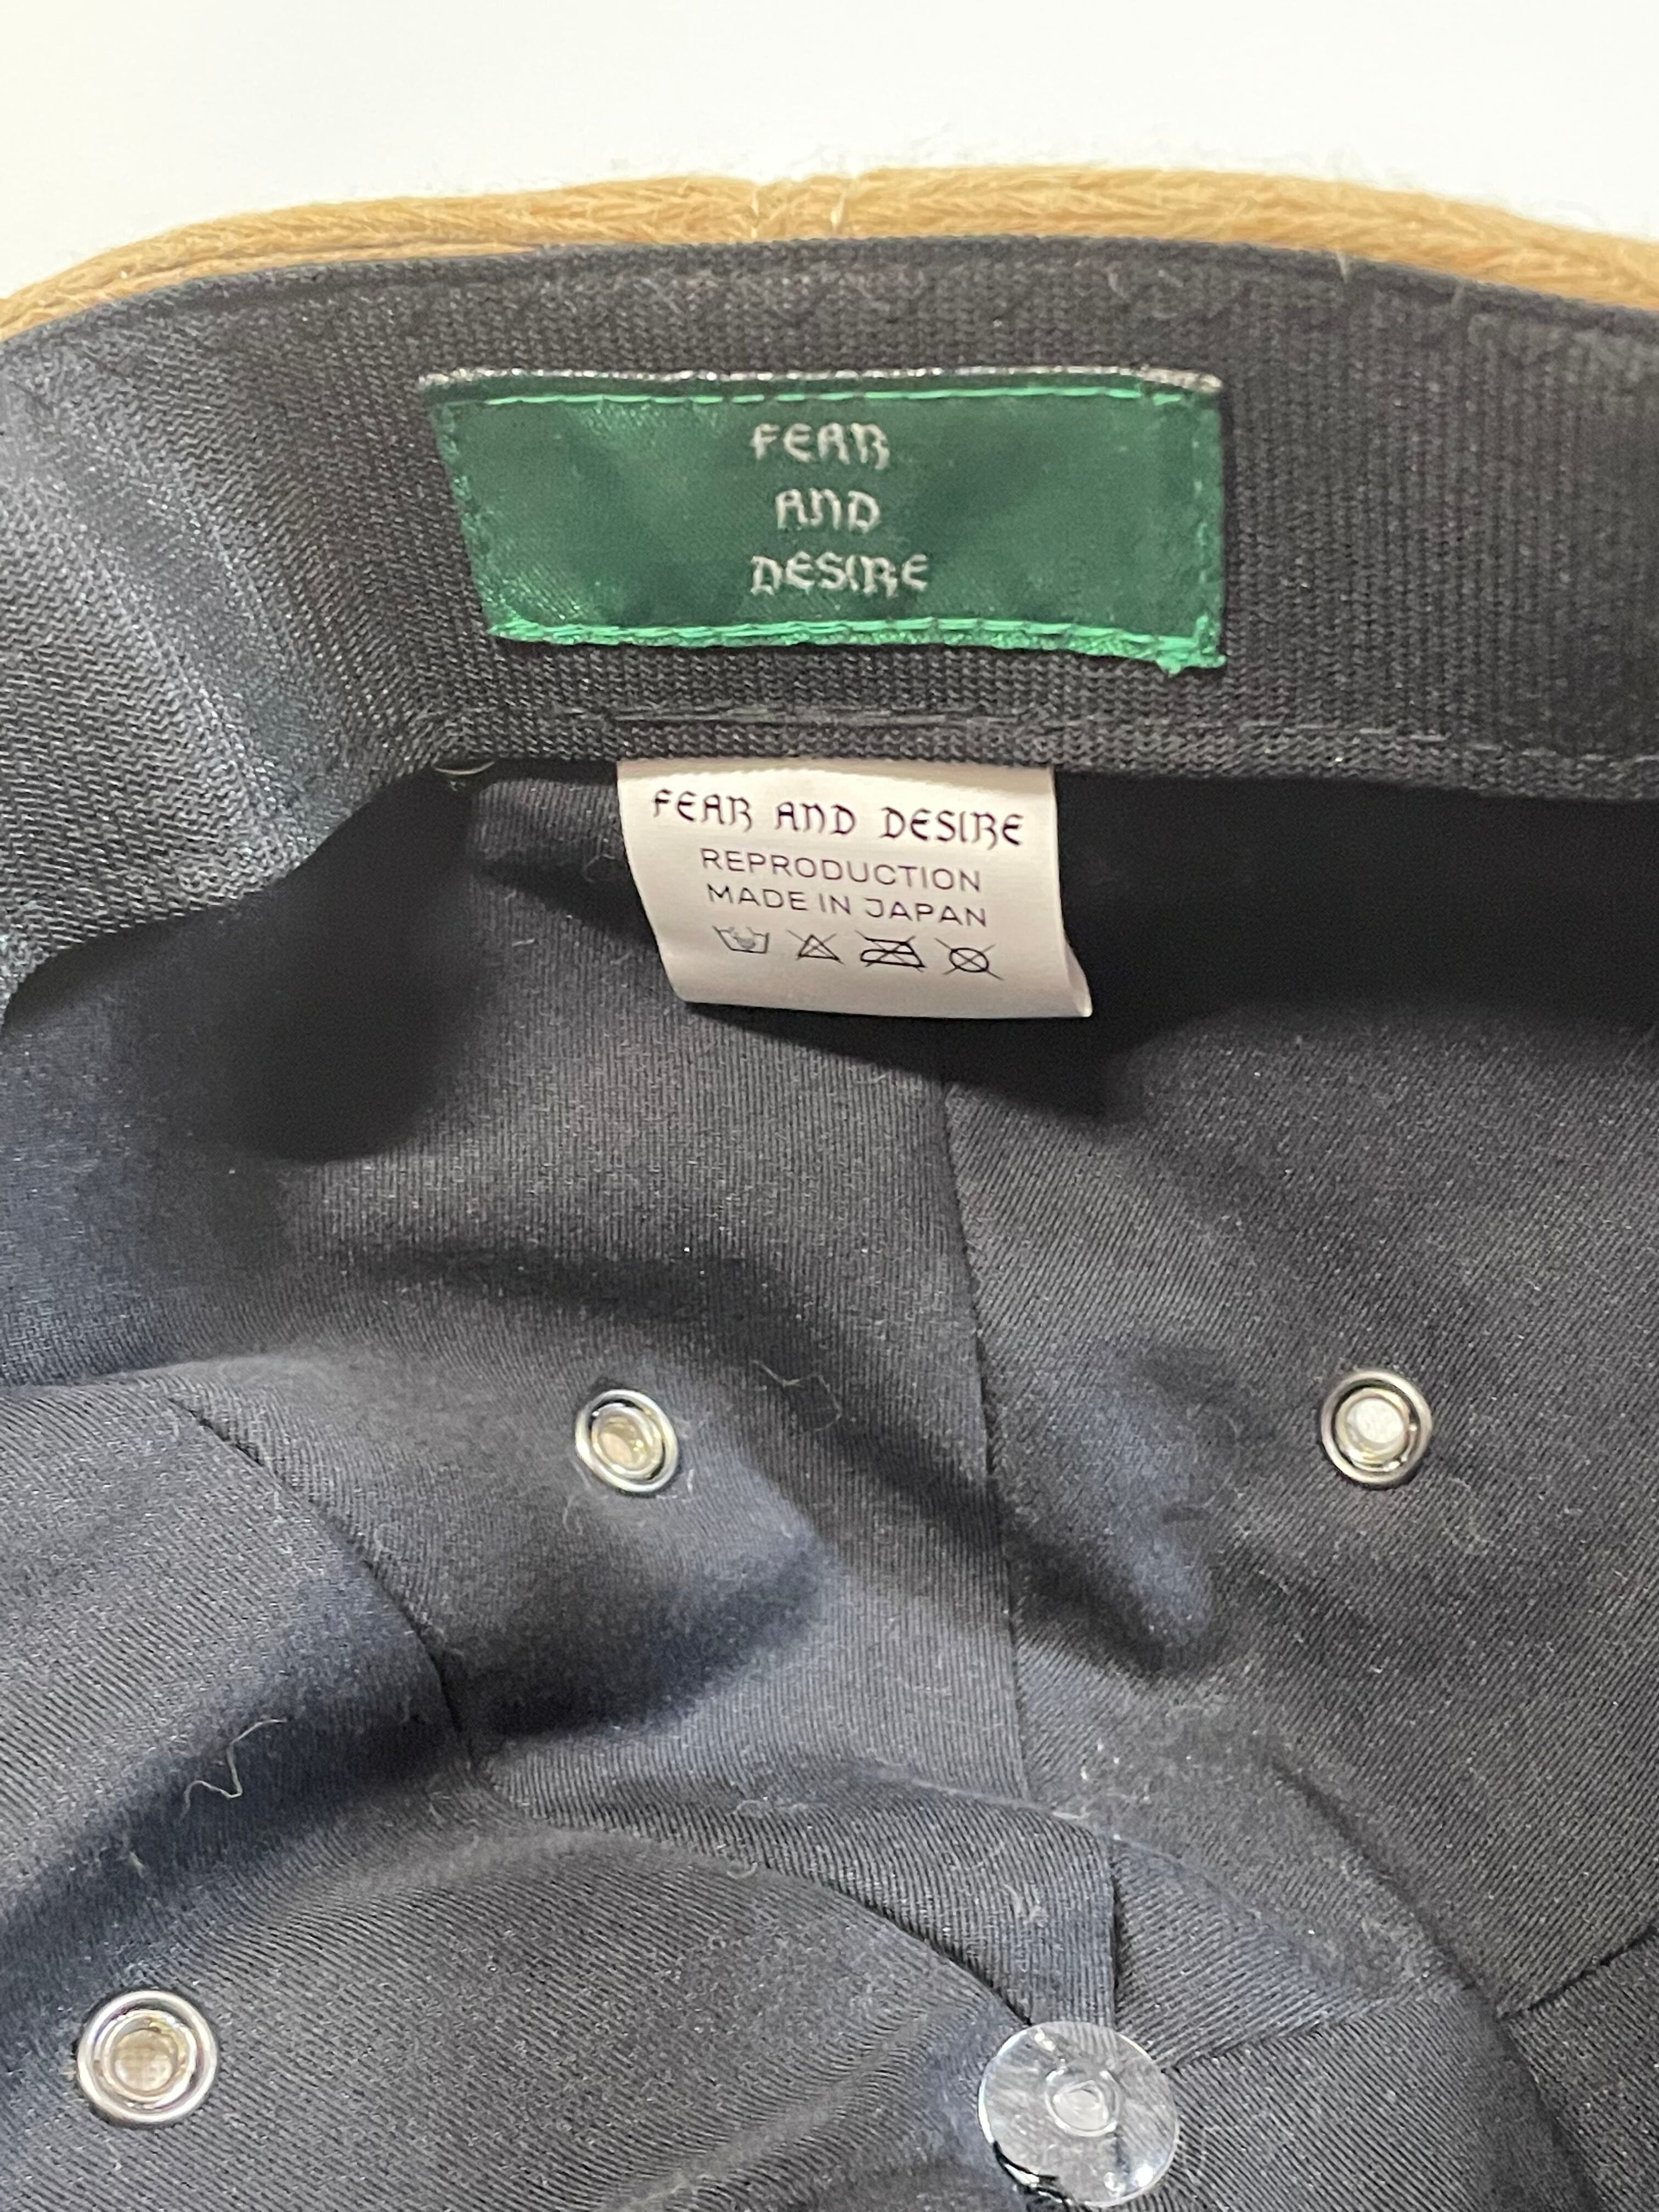 FEAR
AND
DESIRE
FEAR AND DESIRE
REPRODUCTION
MADE IN JAPAN